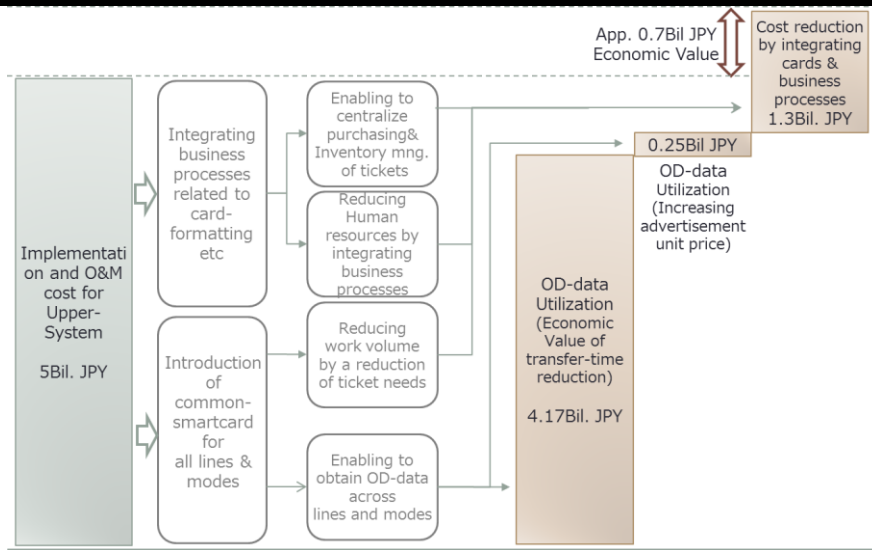 Implementati
on and O&M
cost for
Upper-
System
5Bil. JPY
Integrating
business
processes
related to
card-
formatting
etc
Introduction
of
common-
smartcard
for
all lines &
modes
Enabling to
centralize
purchasing&
Inventory mng.
of tickets
Reducing
Human
resources by
integrating
business
processes
Reducing
work volume
by a reduction
of ticket needs
Enabling to
obtain OD-data
across
lines and modes
OD-data
Utilization
(Economic
Value of
transfer-time
reduction)
4.17Bil. JPY
0.25Bil JPY
OD-data
Utilization
(Increasing
advertisement
unit price)
App. 0.7Bil JPY
Economic Value
Cost reduction
by integrating
cards &
business
processes
1.3Bil. JPY